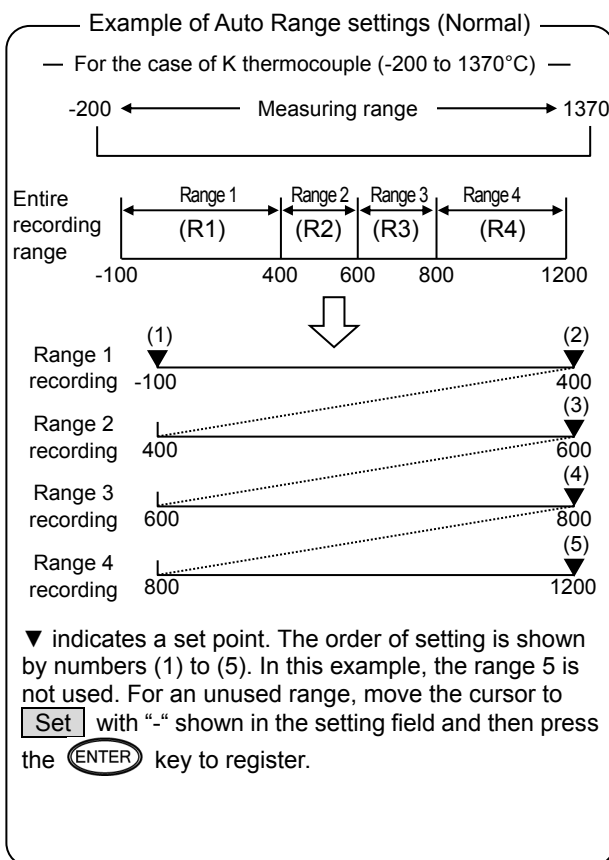 Example of Auto Range settings (Normal)
For the case of K thermocouple (-200 to 1370°C)
-200 Measuring range 1370
Entire recording range
Range 1 Range 2 Range 3 Range 4
(R1) (R2) (R3) (R4)
-100 400 600 800 1200
(1) (2)
Range 1 recording
-100 400
(3)
Range 2 recording
400 600
(4)
Range 3 recording
600 800
(5)
Range 4 recording
800 1200
▼ indicates a set point. The order of setting is shown
by numbers (1) to (5). In this example, the range 5 is
not used. For an unused range, move the cursor to
Set with “-“ shown in the setting field and then press
the ENTER key to register.